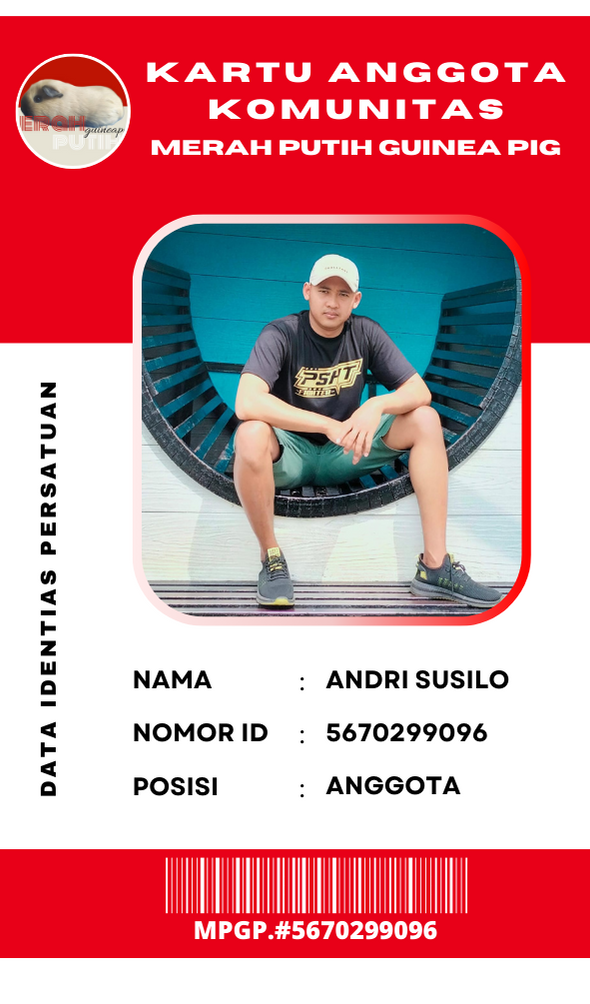 KARTU ANGGOTA
KOMUNITAS
MERAH PUTIH GUINEA PIG
ERCH
guineap
PUTIH
PSHT
DATA IDENTIAS PERSATUAN
NAMA : ANDRI SUSILO
NOMOR ID : 5670299096
POSISI : ANGGOTA
MPGP.#5670299096